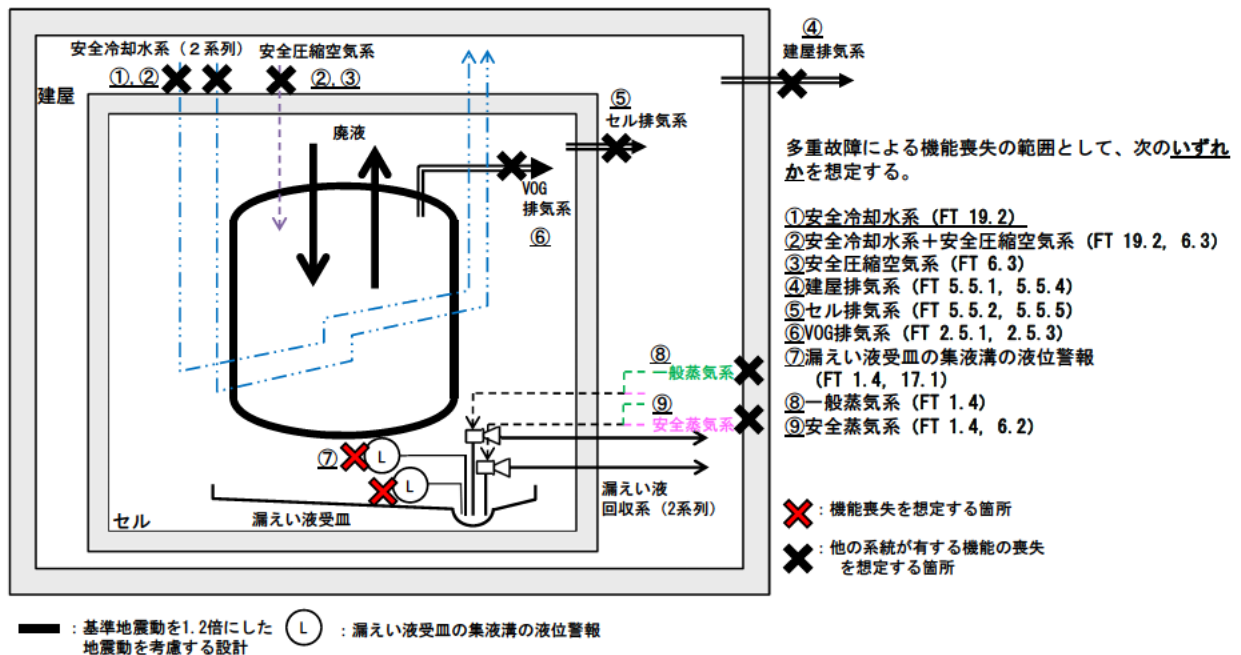 安全冷却水系(2系列)
①,②
安全圧縮空気系
②,③
④
建屋排気系
建屋
⑤
セル排気系
廃液
VOG
排気系
⑥
多重故障による機能喪失の範囲として、次のいずれ
かを想定する。
①安全冷却水系 (FT 19.2)
②安全冷却水系+安全圧縮空気系 (FT 19.2, 6.3)
③安全圧縮空気系 (FT 6.3)
④建屋排気系 (FT 5.5.1, 5.5.4)
⑤セル排気系 (FT 5.5.2, 5.5.5)
⑥VOG排気系 (FT 2.5.1, 2.5.3)
⑦漏えい液受皿の集液溝の液位警報
(FT 1.4, 17.1)
⑧一般蒸気系 (FT 1.4)
⑨安全蒸気系 (FT 1.4, 6.2)
⑧
一般蒸気系
⑨
安全蒸気系
⑦
L
L
漏えい液
回収系(2系列)
セル
漏えい液受皿
:機能喪失を想定する箇所
:他の系統が有する機能の喪失
を想定する箇所
:基準地震動を1.2倍にした
地震動を考慮する設計
L
:漏えい液受皿の集液溝の液位警報